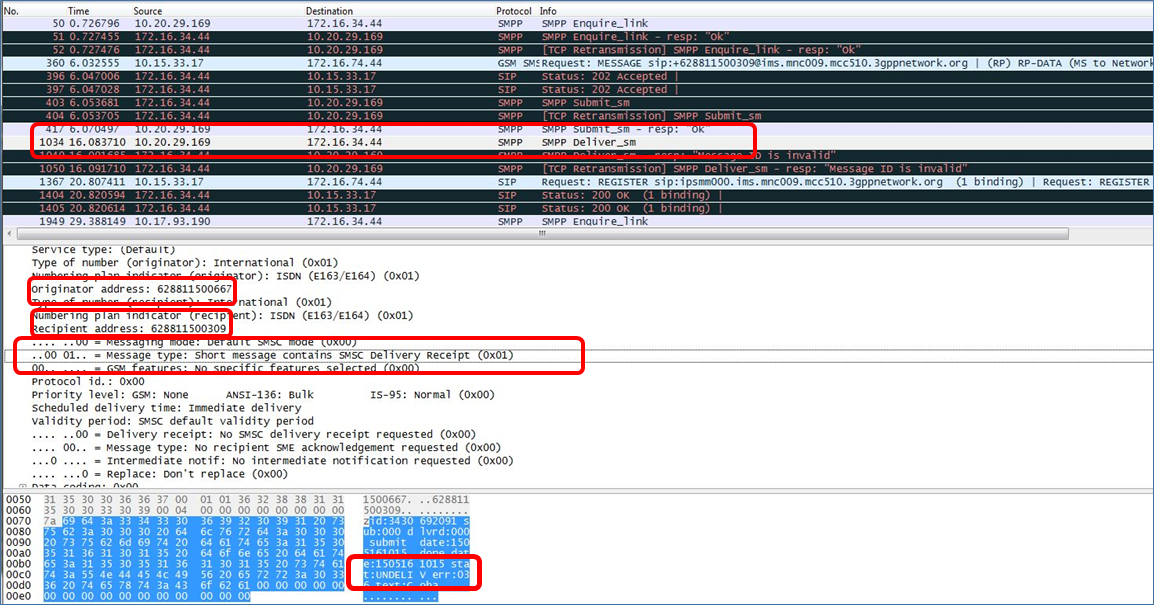 No. Time Source Destination Protocol Info
50 0.726796 10.20.29.169 172.16.34.44 SMPP SMPP Enquire_link
51 0.727455 172.16.34.44 10.20.29.169 SMPP SMPP Enquire_link - resp: "Ok"
52 0.727476 172.16.34.44 10.20.29.169 SMPP [TCP Retransmission] SMPP Enquire_link - resp: "Ok"
360 6.032555 10.15.33.17 172.16.74.44 GSM SMS Request: MESSAGE sip:+628811500309@ims.mnc009.mcc510.3gppnetwork.org | (RP) RP-DATA (MS to Network
396 6.047006 172.16.34.44 10.15.33.17 SIP Status: 202 Accepted |
397 6.047028 172.16.34.44 10.15.33.17 SIP Status: 202 Accepted |
403 6.053681 172.16.34.44 10.20.29.169 SMPP SMPP Submit_sm
404 6.053705 172.16.34.44 10.20.29.169 SMPP [TCP Retransmission] SMPP Submit_sm
417 6.070497 10.20.29.169 172.16.34.44 SMPP SMPP Submit_sm - resp: "Ok"
1034 16.083710 10.20.29.169 172.16.34.44 SMPP SMPP Deliver_sm
172.16.34.44 10.20.29.169 SMPP SMPP Deliver_sm - resp: "Message ID is invalid"
1050 16.091710 172.16.34.44 10.20.29.169 SMPP [TCP Retransmission] SMPP Deliver_sm - resp: "Message ID is invalid"
1367 20.807411 10.15.33.17 172.16.74.44 SIP Request: REGISTER sip:ipsmm000.ims.mnc009.mcc510.3gppnetwork.org (1 binding) | Request: REGISTER
1404 20.820594 172.16.34.44 10.15.33.17 SIP Status: 200 OK (1 binding) |
1405 20.820614 172.16.34.44 10.15.33.17 SIP Status: 200 OK (1 binding) |
1949 29.388149 10.17.93.190 172.16.34.44 SMPP SMPP Enquire_link
Service type: (Default)
Type of number (originator): International (0x01)
Numbering plan indicator (originator): ISDN (E163/E164) (0x01)
Originator address: 628811500667
Type of number (recipient): International (0x01)
Numbering plan indicator (recipient): ISDN (E163/E164) (0x01)
Recipient address: 628811500309
.... ..00 = Messaging mode: Default SMSC mode (0x00)
..00 01.. = Message type: Short message contains SMSC Delivery Receipt (0x01)
00.. .... = GSM features: No specific features selected (0x00)
Protocol id.: 0x00
Priority level: GSM: None ANSI-136: Bulk IS-95: Normal (0x00)
Scheduled delivery time: Immediate delivery
Validity period: SMSC default validity period
.... ..00 = Delivery receipt: No SMSC delivery receipt requested (0x00)
.... 00.. = Message type: No recipient SME acknowledgement requested (0x00)
...0 .... = Intermediate notif: No intermediate notification requested (0x00)
.... ...0 = Replace: Don't replace (0x00)
Data coding: 0x00
0050 31 35 30 30 36 36 37 00 01 01 36 32 38 38 31 31 1500667. ..628811
0060 35 30 30 33 30 39 00 04 00 00 00 00 00 00 00 00 500309.. ........
0070 7a 69 64 3a 33 34 33 30 36 39 32 30 39 31 20 73 zid:3430 692091 s
0080 75 62 3a 30 30 30 20 64 6c 76 72 64 3a 30 30 30 ub:000 d lvrd:000
0090 20 73 75 62 6d 69 74 20 64 61 74 65 3a 31 35 30 submit date:150
00a0 35 31 36 31 30 31 35 20 64 6f 6e 65 20 64 61 74 5161015 done dat
00b0 65 3a 31 35 30 35 31 36 31 30 31 35 20 73 74 61 e:150516 1015 sta
00c0 74 3a 55 4e 44 45 4c 49 56 20 65 72 72 3a 30 33 t:UNDELI V err:03
00d0 36 20 74 65 78 74 3a 43 6f 62 61 00 00 00 00 00 6 text:C oba.....
00e0 00 00 00 00 00 00 00 00 00 00 ........ ..